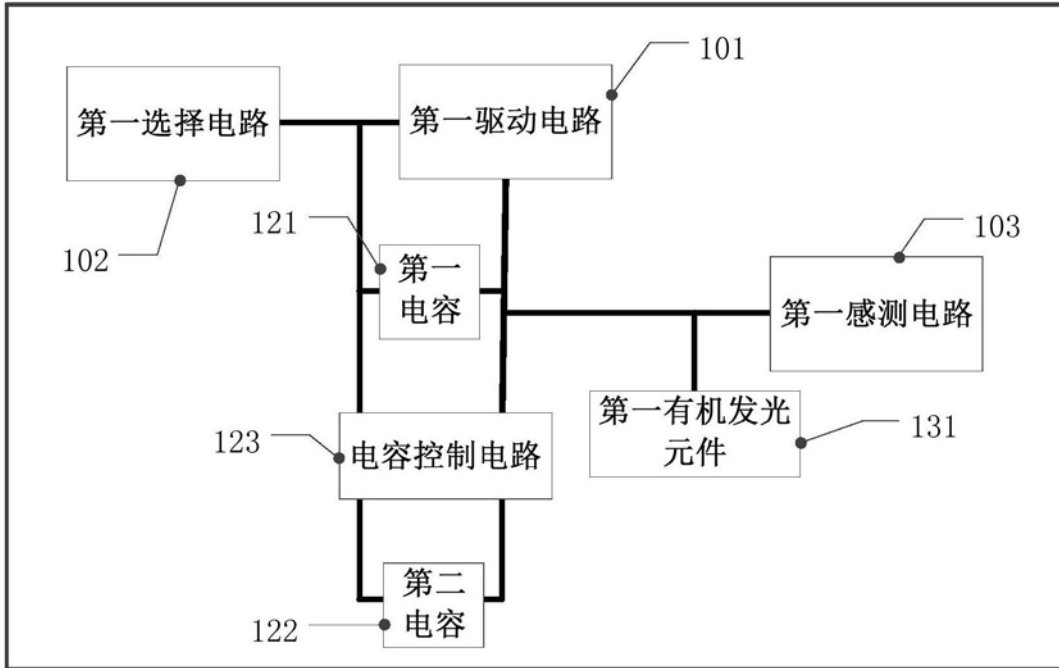 101
第一选择电路
第一驱动电路
121
102
第一
电容
103
第一感测电路
123
电容控制电路
第一有机发光
元件
131
第二
电容
122